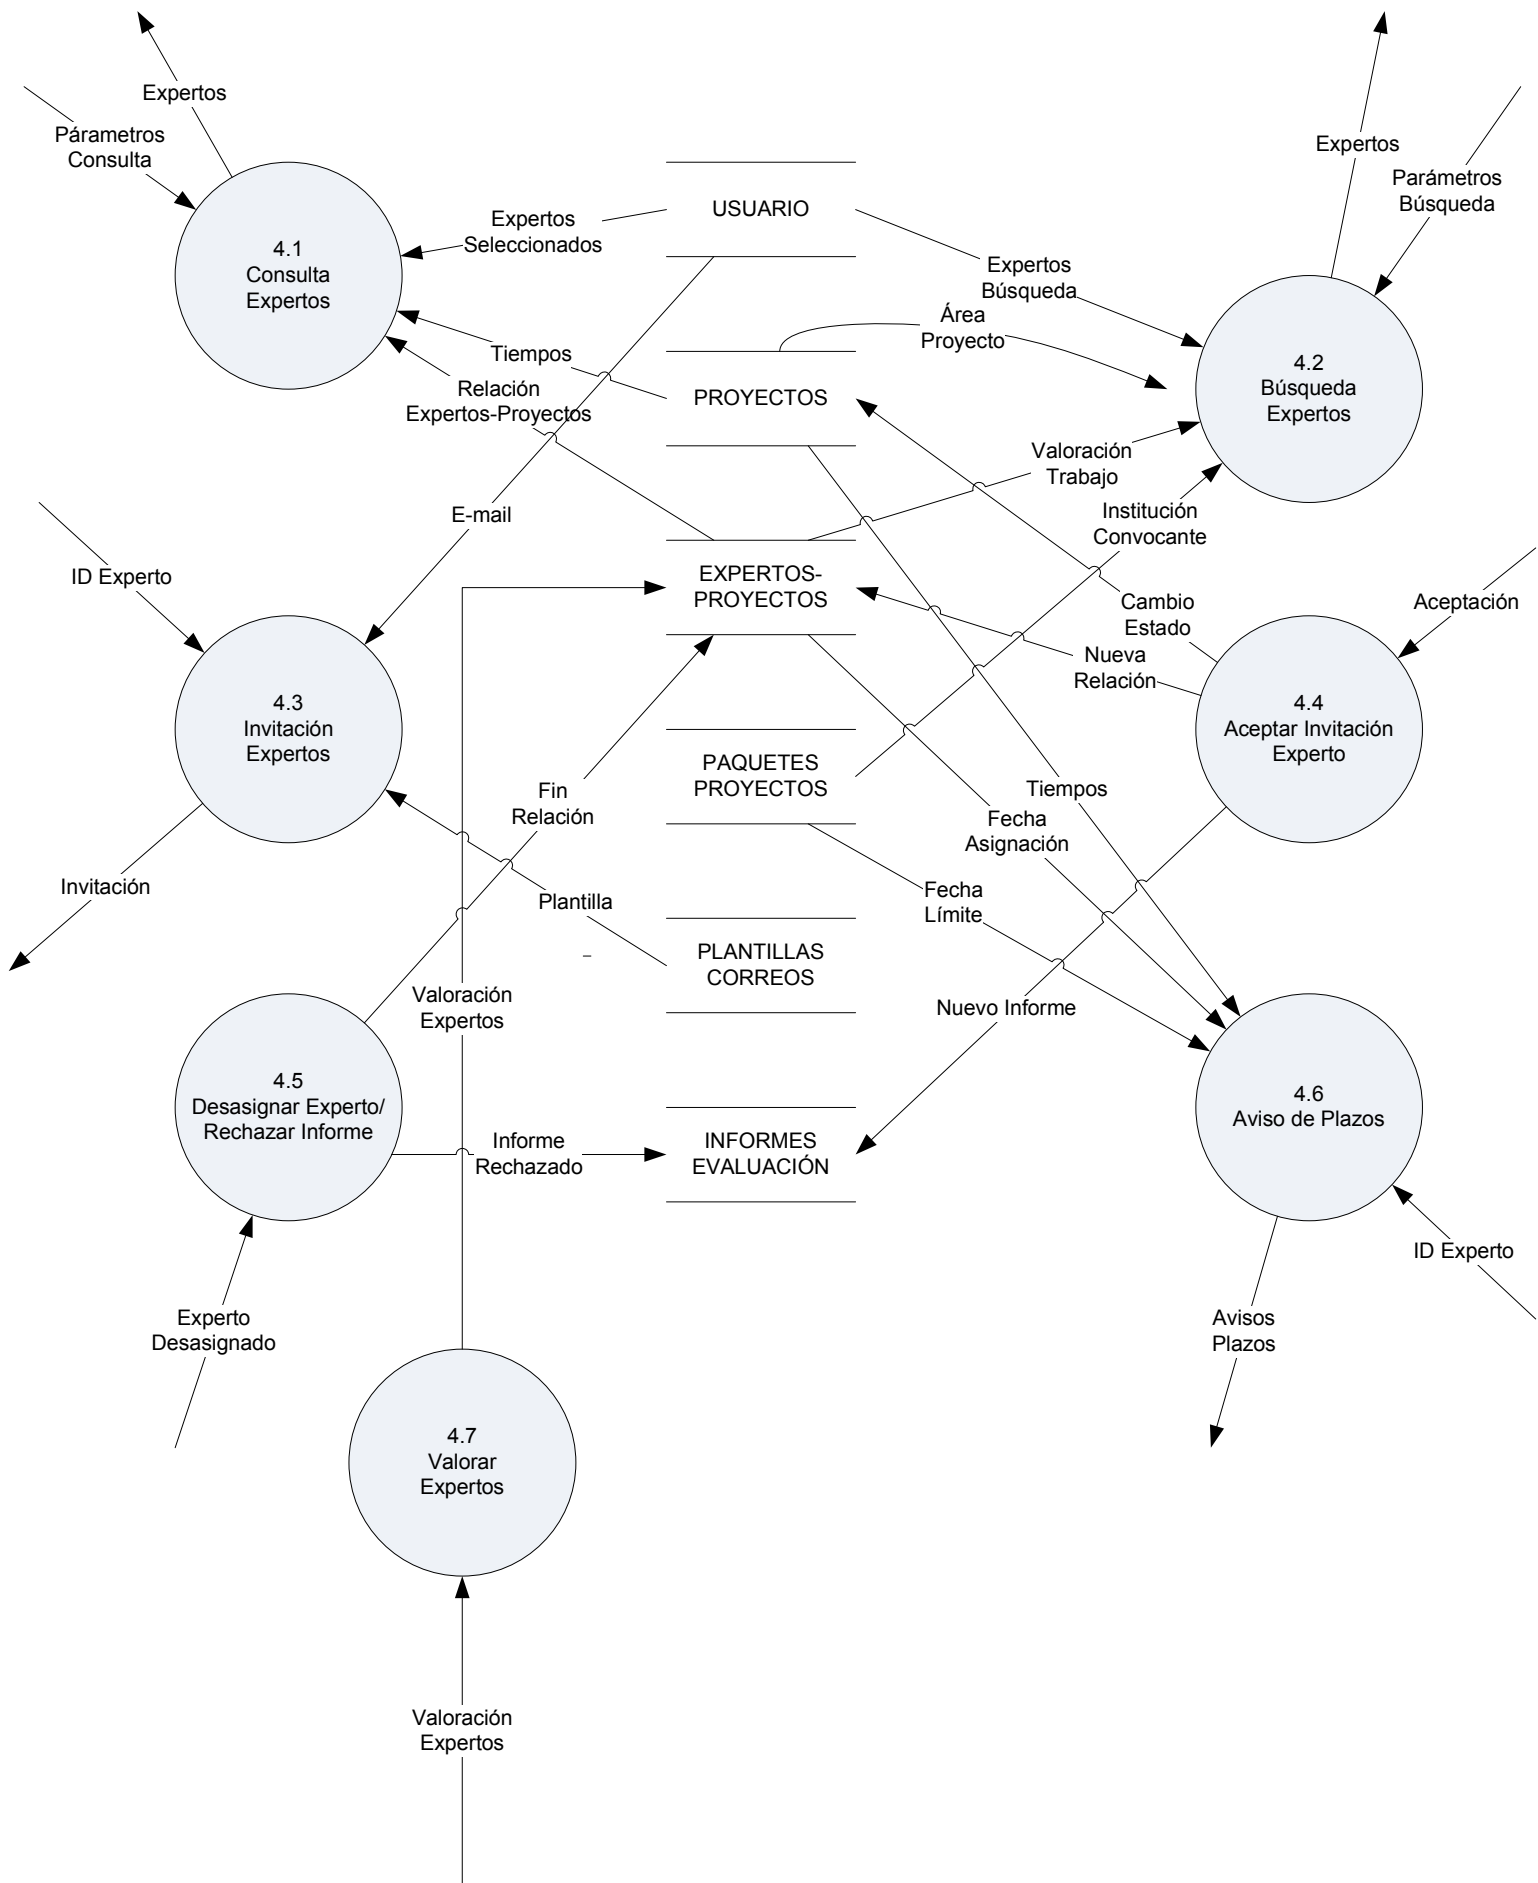 Expertos
Párametros
Consulta
4.1
Consulta
Expertos
Expertos
Seleccionados
USUARIO
Expertos
Búsqueda
Expertos
Parámetros
Búsqueda
Área
Proyecto
4.2
Búsqueda
Expertos
Tiempos
Relación
Expertos-Proyectos
PROYECTOS
Valoración
Trabajo
Institución
Convocante
E-mail
ID Experto
EXPERTOS-
PROYECTOS
Cambio
Estado
Aceptación
Nueva
Relación
4.3
Invitación
Expertos
4.4
Aceptar Invitación
Experto
PAQUETES
PROYECTOS
Fin
Relación
Tiempos
Fecha
Asignación
Invitación
Plantilla
Fecha
Límite
PLANTILLAS
CORREOS
Valoración
Expertos
Nuevo Informe
4.5
Desasignar Experto/
Rechazar Informe
4.6
Aviso de Plazos
Informe
Rechazado
INFORMES
EVALUACIÓN
ID Experto
Experto
Desasignado
Avisos
Plazos
4.7
Valorar
Expertos
Valoración
Expertos